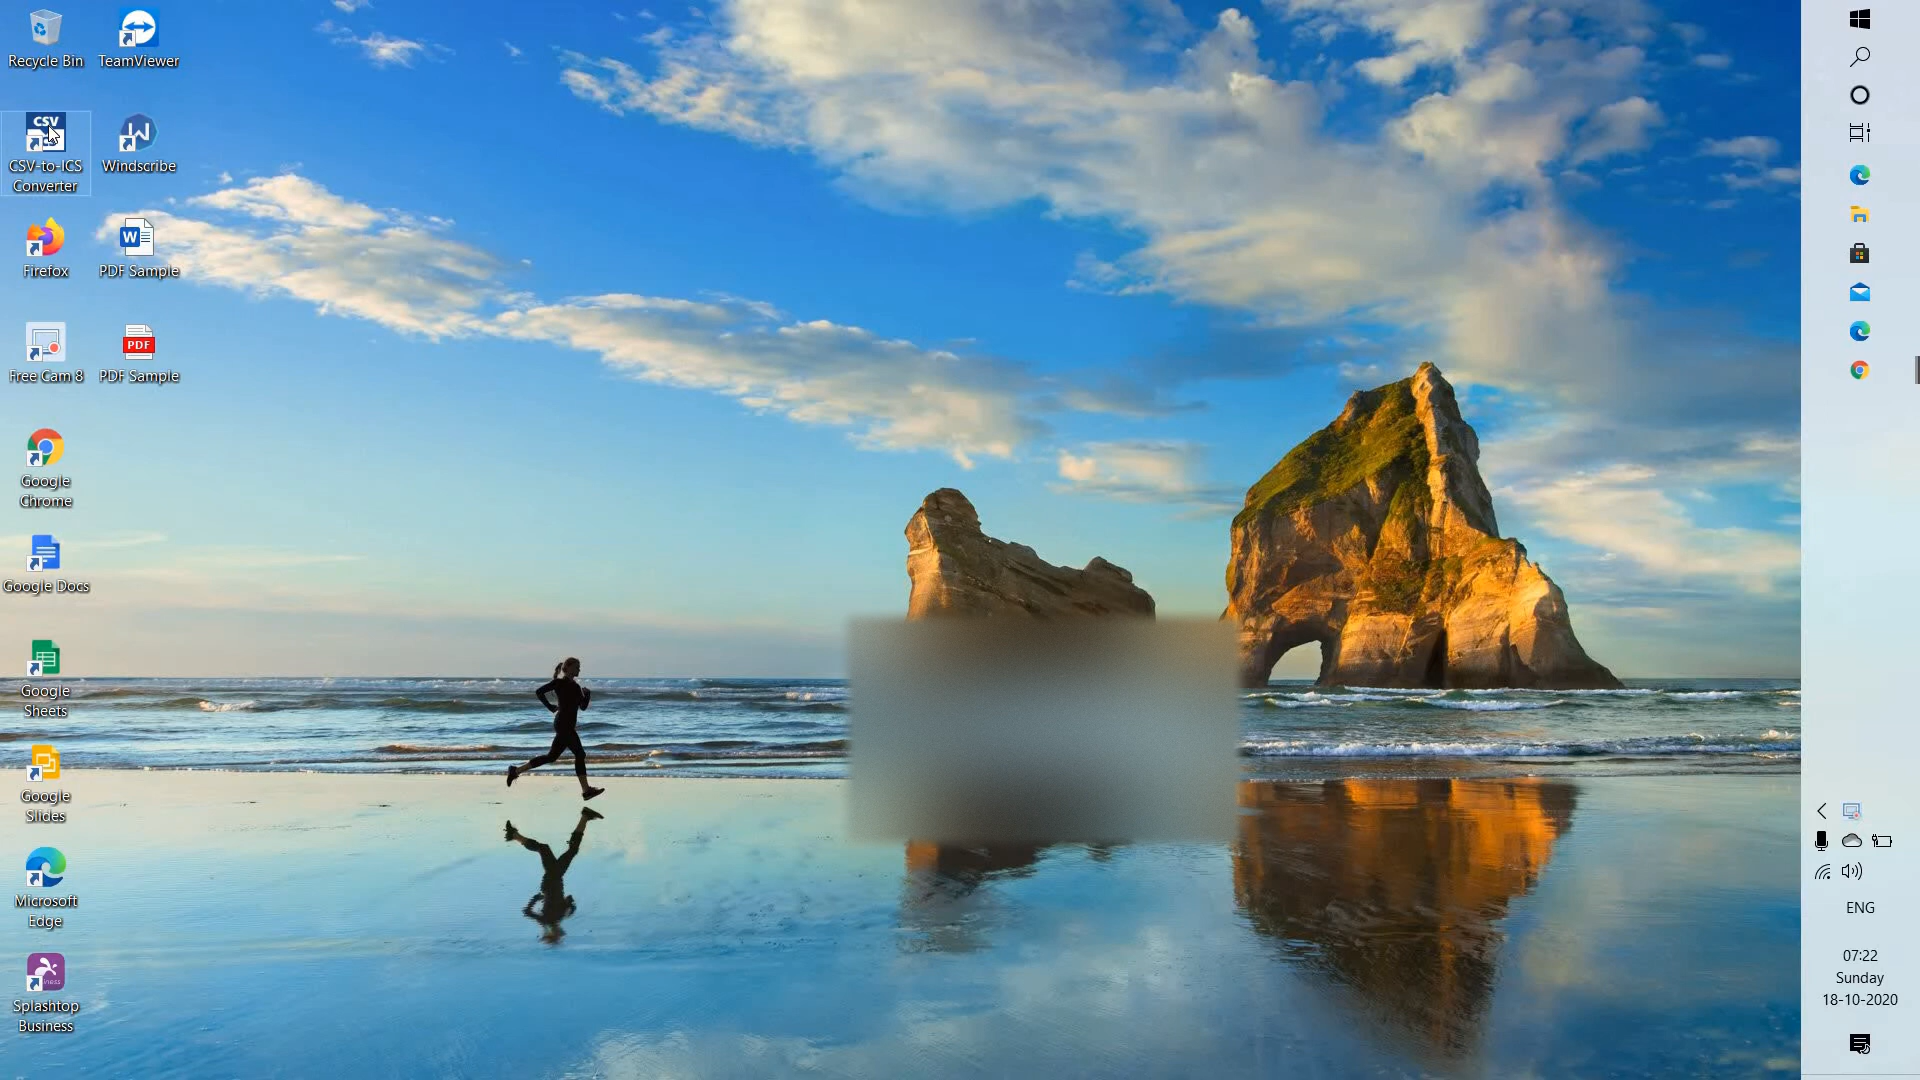 Recycle Bin
TeamViewer
CSV
CSV-to-ICS
Converter
Windscribe
Firefox
W
PDF Sample
Free Cam 8
PDF
PDF Sample
Google
Chrome
Google Docs
Google
Sheets
Google
Slides
Microsoft
Edge
Splashtop
Business
ENG
07:22
Sunday
18-10-2020